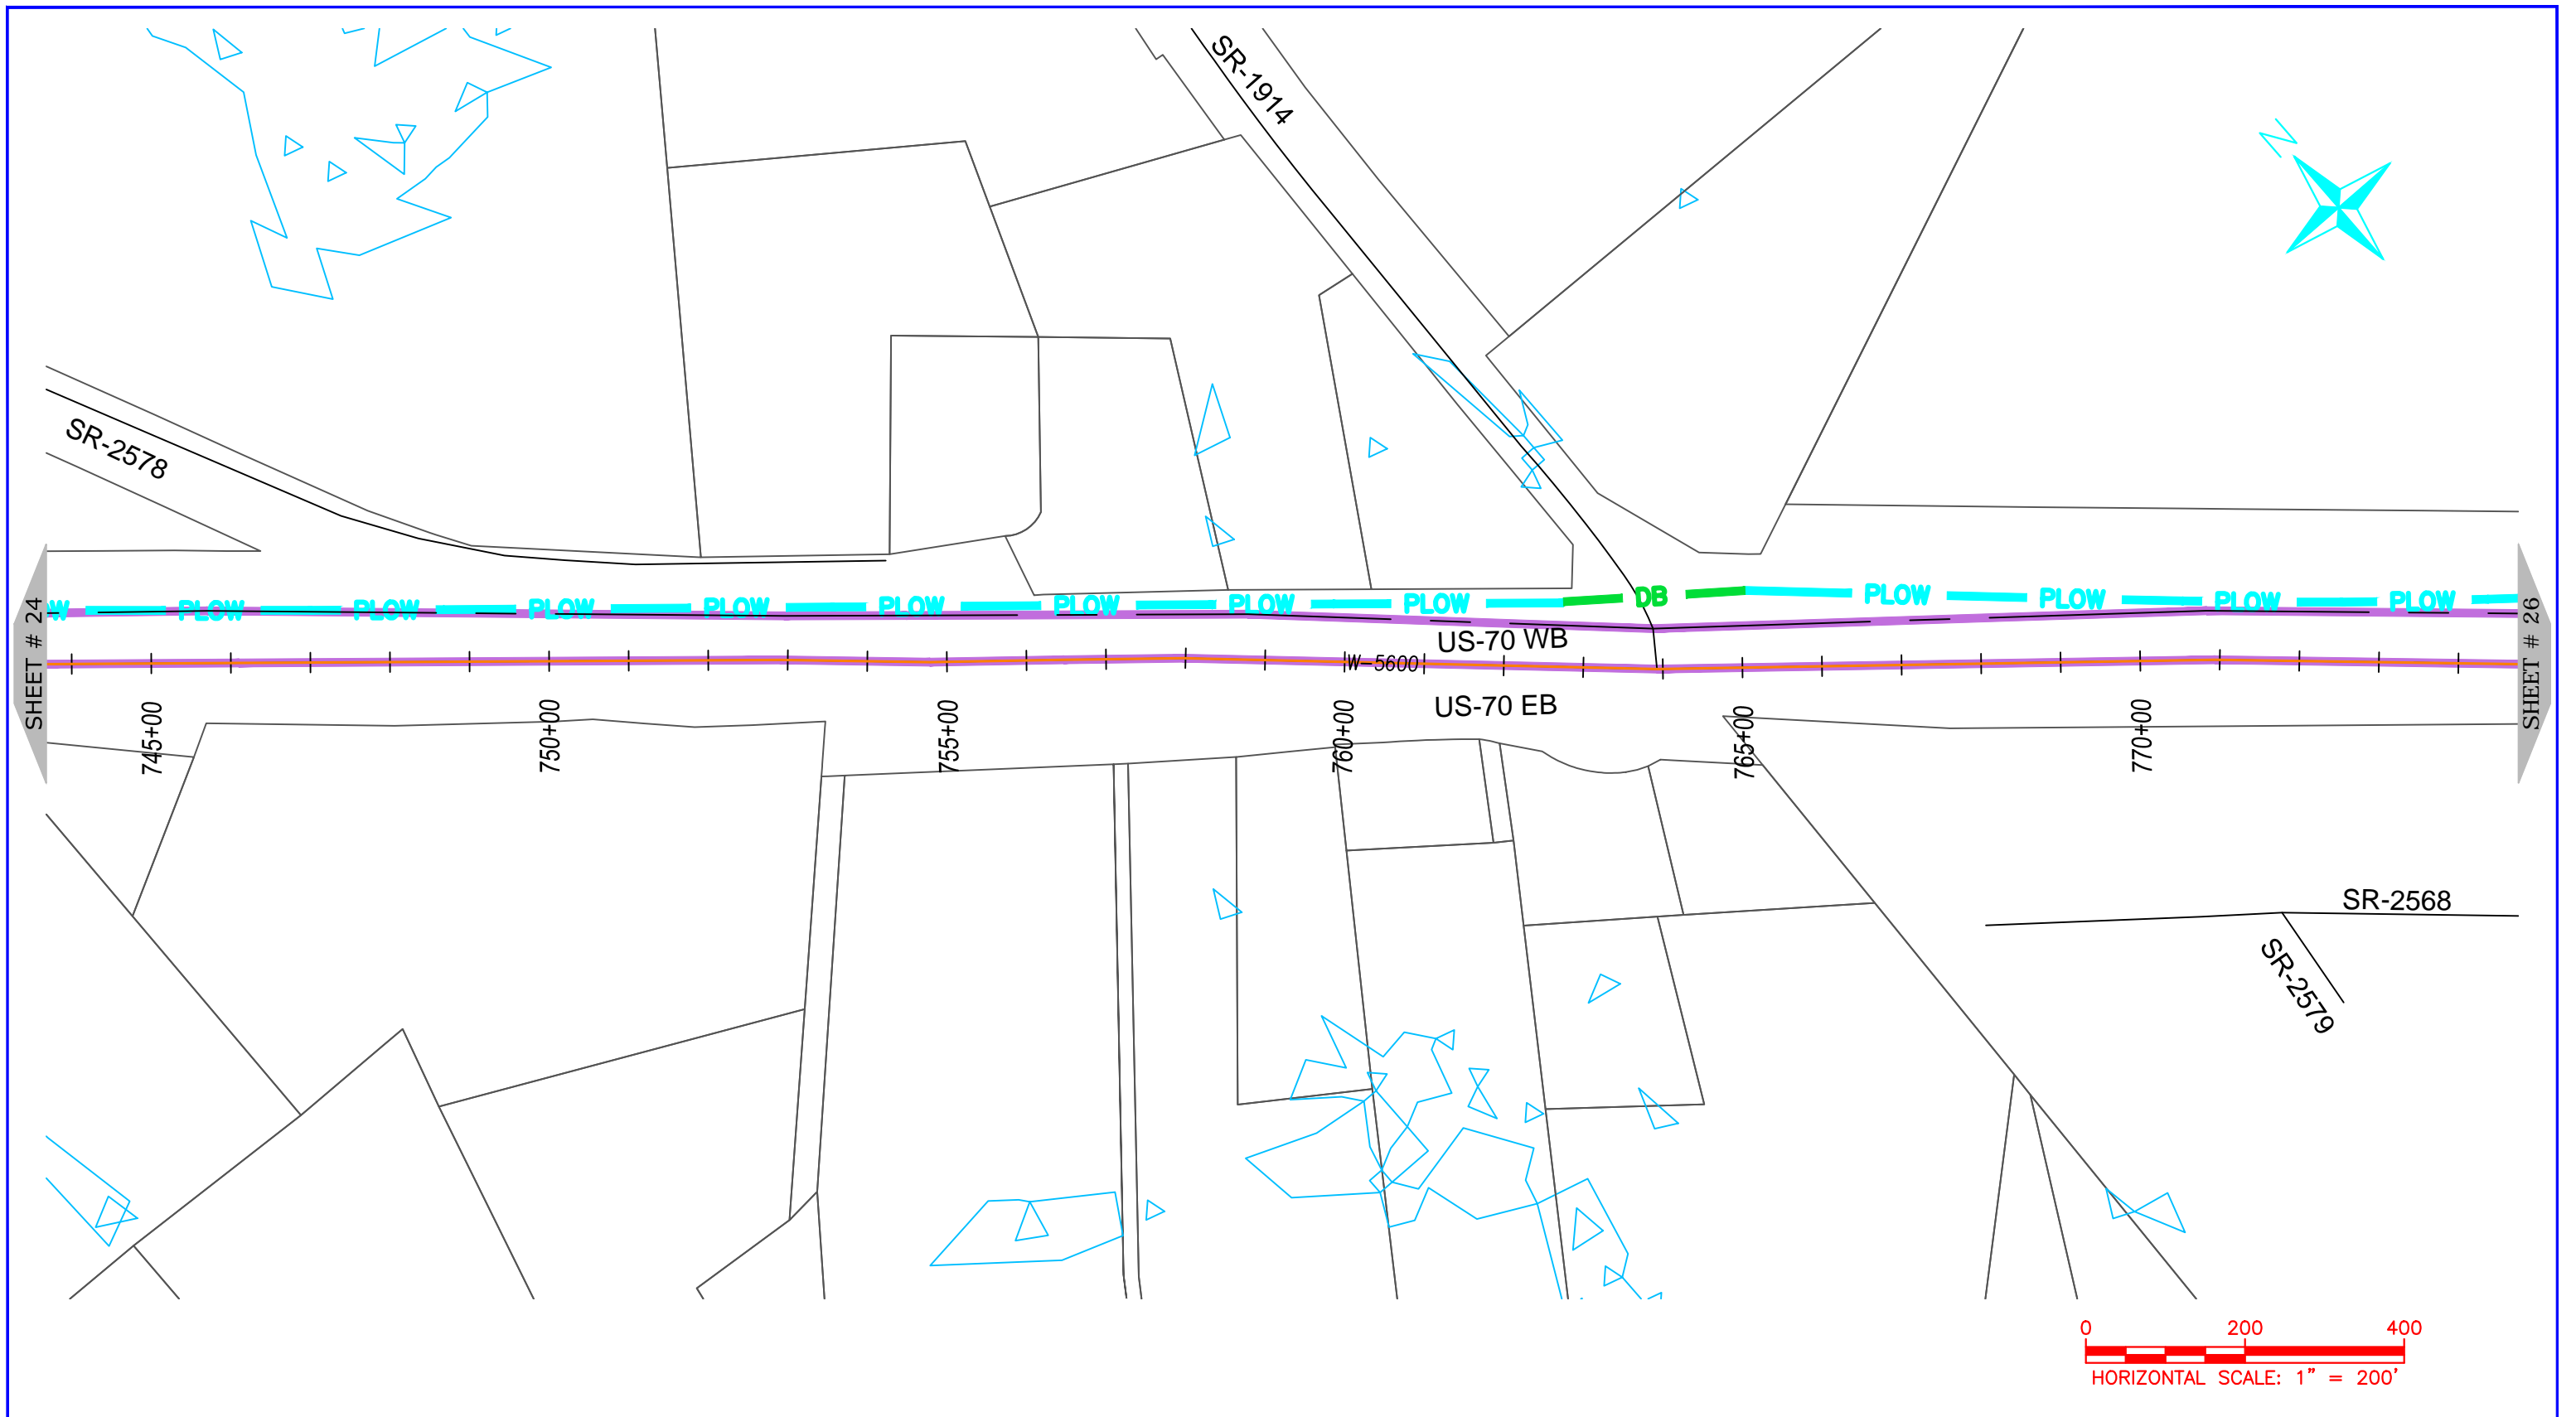 SR-1914
SR-2578
W PLOW PLOW PLOW PLOW PLOW PLOW PLOW PLOW DB PLOW PLOW PLOW PLOW
US-70 WB
W-5600
US-70 EB
SHEET # 24
SHEET # 26
745+00
750+00
755+00
760+00
765+00
770+00
SR-2568
SR-2579
0 200 400
HORIZONTAL SCALE: 1" = 200'